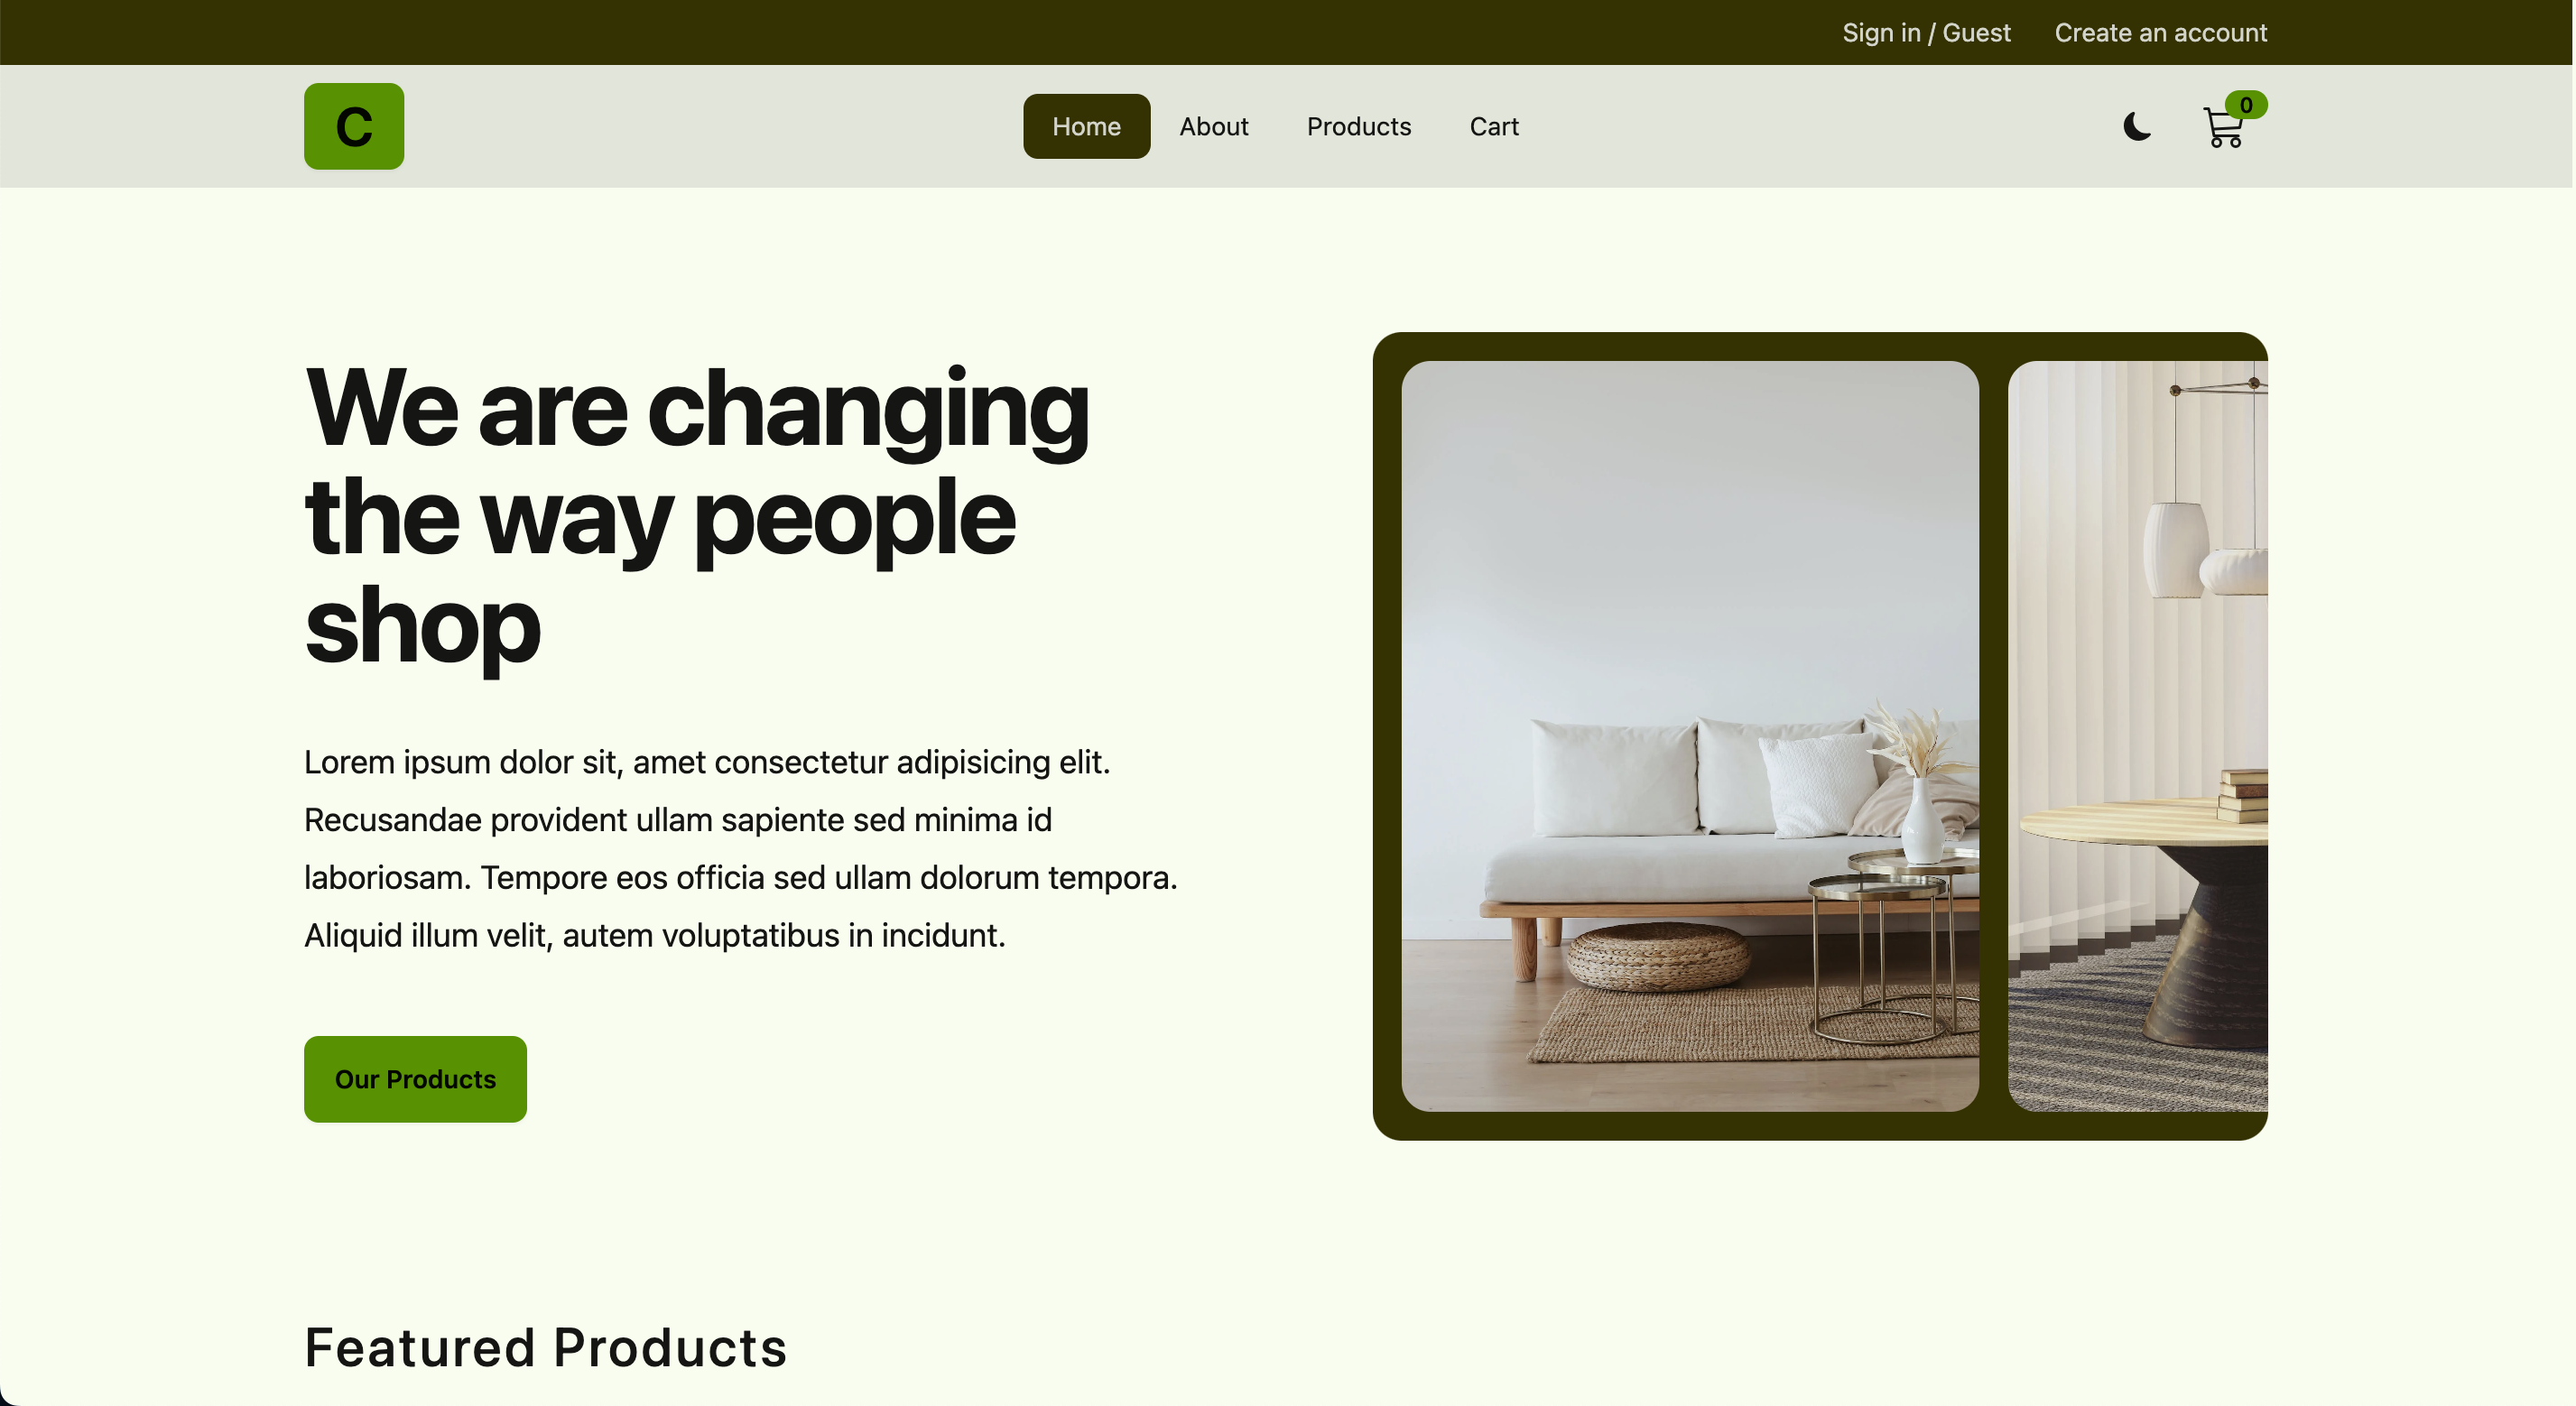 Sign in / Guest
Create an account
C
Home
About
Products
Cart
0
We are changing
the way people
shop
Lorem ipsum dolor sit, amet consectetur adipisicing elit.
Recusandae provident ullam sapiente sed minima id
laboriosam. Tempore eos officia sed ullam dolorum tempora.
Aliquid illum velit, autem voluptatibus in incidunt.
Our Products
Featured Products